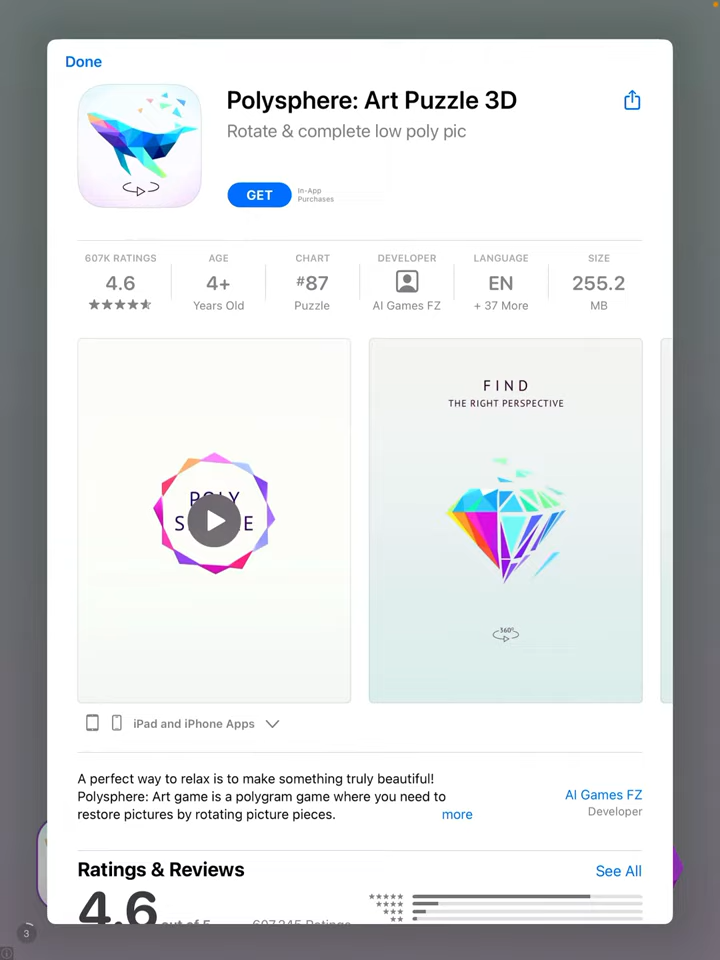 Done
Polysphere: Art Puzzle 3D
Rotate & complete low poly pic
GET
In-App
Purchases
607K RATINGS
4.6
AGE
4+
Years Old
CHART
#87
Puzzle
DEVELOPER
AI Games FZ
LANGUAGE
EN
+ 37 More
SIZE
255.2
MB
FIND
THE RIGHT PERSPECTIVE
360°
iPad and iPhone Apps
A perfect way to relax is to make something truly beautiful!
Polysphere: Art game is a polygram game where you need to
restore pictures by rotating picture pieces.
more
AI Games FZ
Developer
Ratings & Reviews
See All
4.6 out of 5
3